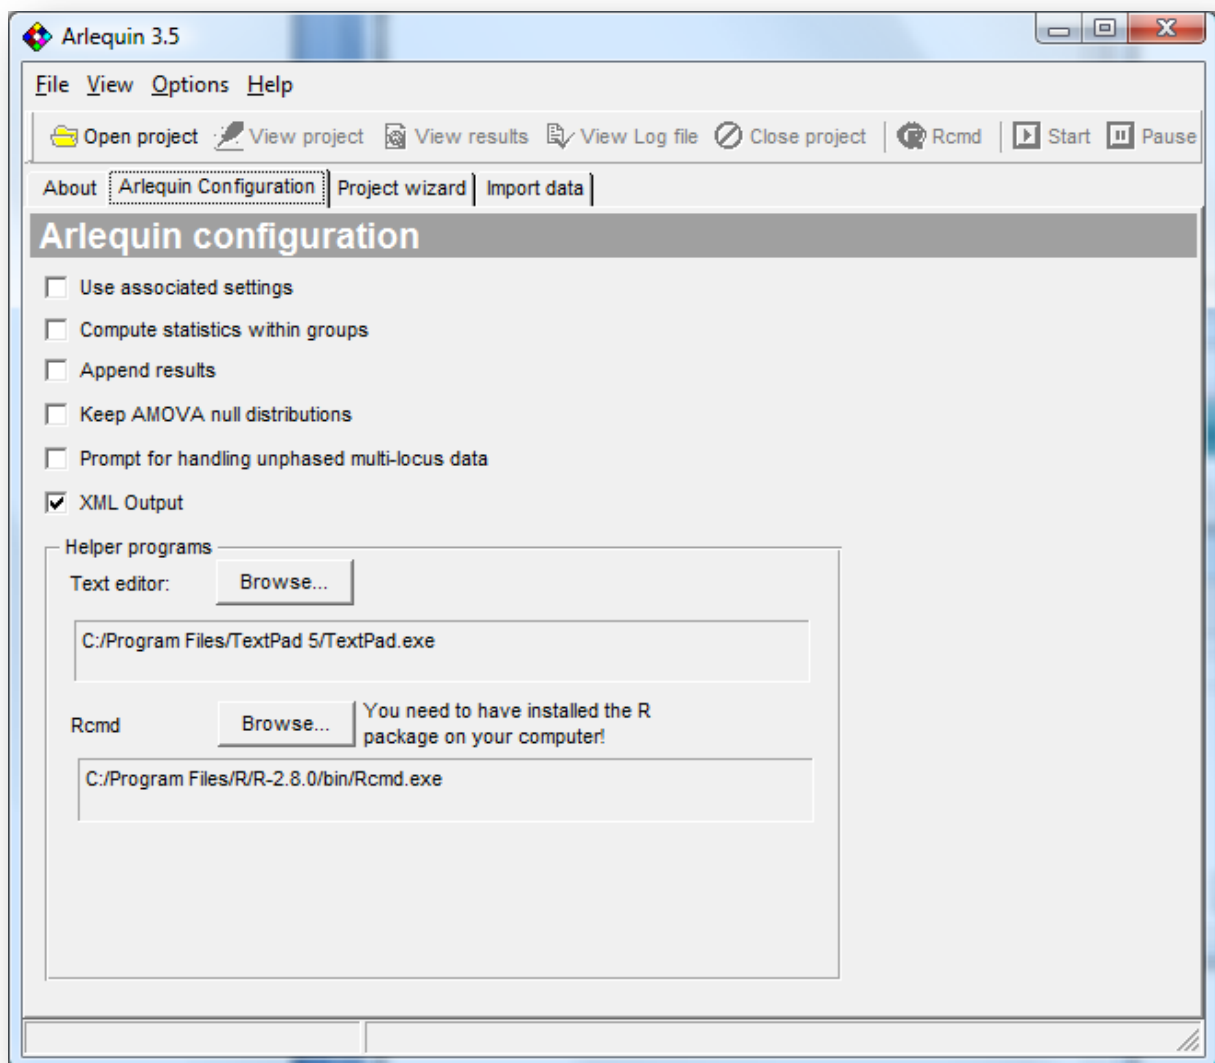 Arlequin 3.5
File View Options Help
Open project View project View results View Log file Close project Rcmd Start Pause
About Arlequin Configuration Project wizard Import data
Arlequin configuration
Use associated settings
Compute statistics within groups
Append results
Keep AMOVA null distributions
Prompt for handling unphased multi-locus data
XML Output
Helper programs
Text editor: Browse...
C:/Program Files/TextPad 5/TextPad.exe
Rcmd Browse... You need to have installed the R
package on your computer!
C:/Program Files/R/R-2.8.0/bin/Rcmd.exe